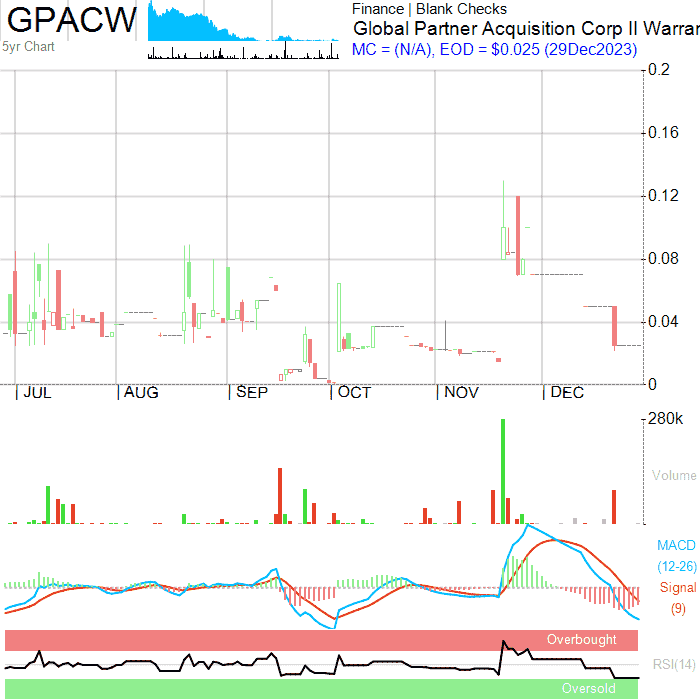 GPACW
5yr Chart
Finance | Blank Checks
Global Partner Acquisition Corp II Warrar
MC = (N/A), EOD = $0.025 (29Dec2023)
0.2
0.16
0.12
0.08
0.04
0
JUL AUG SEP OCT NOV DEC
280k
Volume
MACD
(12-26)
Signal
(9)
Overbought
RSI(14)
Oversold